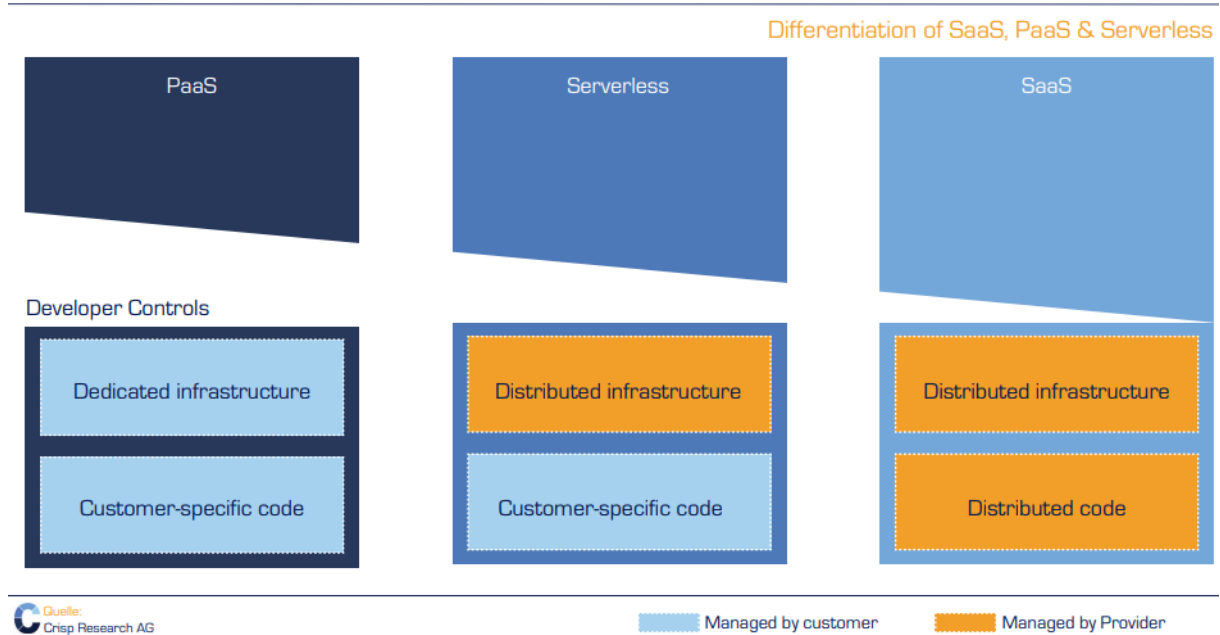 Differentiation of SaaS, PaaS & Serverless
PaaS
Serverless
SaaS
Developer Controls
Dedicated infrastructure
Distributed infrastructure
Distributed infrastructure
Customer-specific code
Customer-specific code
Distributed code
Quelle:
Crisp Research AG
Managed by customer
Managed by Provider